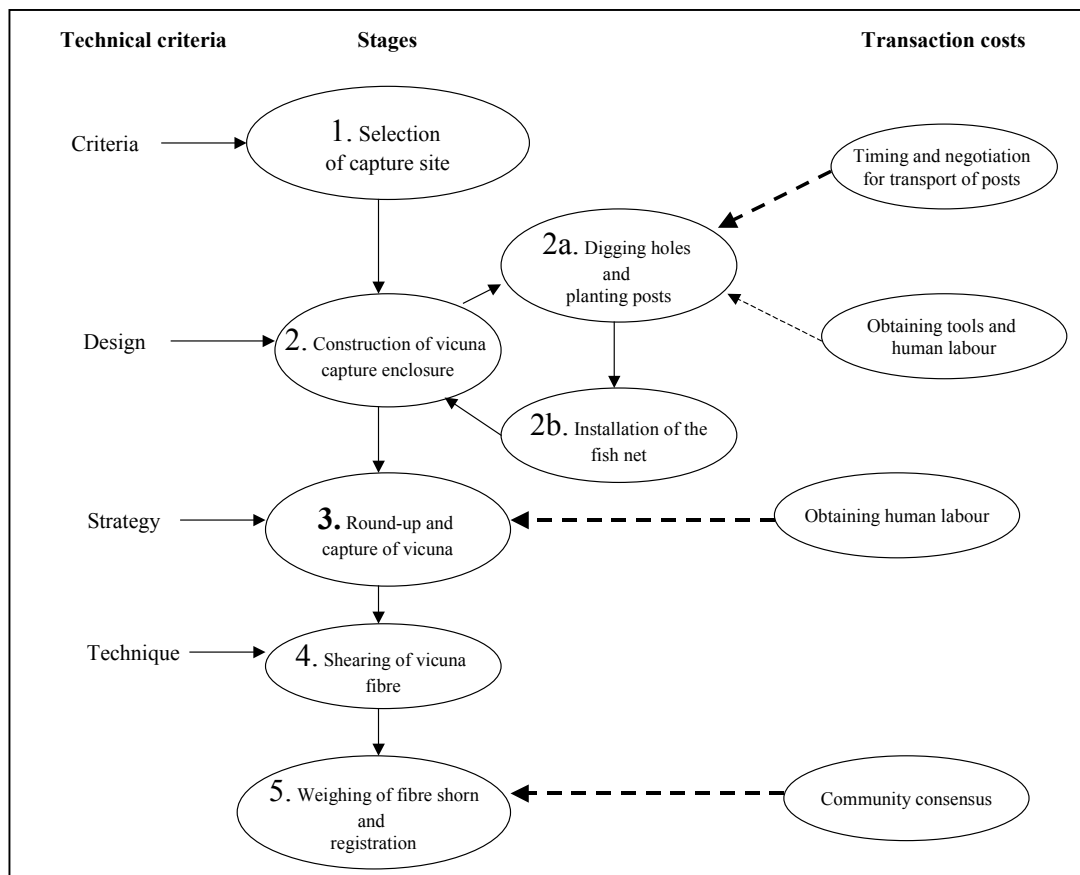 Technical criteria
Stages
Transaction costs
Criteria
1. Selection
of capture site
Timing and negotiation
for transport of posts
2a. Digging holes
and
planting posts
Design
2. Construction of vicuna
capture enclosure
Obtaining tools and
human labour
2b. Installation of the
fish net
Strategy
3. Round-up and
capture of vicuna
Obtaining human labour
Technique
4. Shearing of vicuna
fibre
5. Weighing of fibre shorn
and
registration
Community consensus